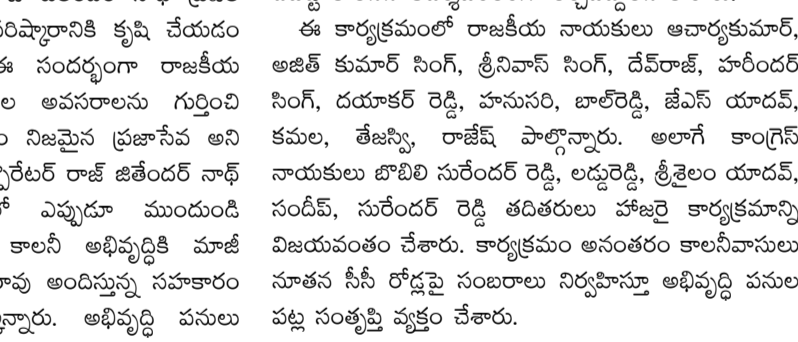 కృషి చేయడం
సందర్భంగా రాజకీయ
ల అవసరాలను గుర్తించి
నిజమైన ప్రజాసేవ అని
రాజ్ జితేందర్ నాథ్
ఎప్పుడూ ముందుండి
కాలనీ అభివృద్ధికి మాజీ
అందిస్తున్న సహకారం
అభివృద్ధి పనులు
ఈ కార్యక్రమంలో రాజకీయ నాయకులు ఆచార్యకుమార్,
అజిత్ కుమార్ సింగ్, శ్రీనివాస్ సింగ్, దేవ్‌రాజ్, హరీందర్
సింగ్, దయాకర్ రెడ్డి, హనుసరి, బాల్‌రెడ్డి, జేఎస్ యాదవ్,
కమల, తేజస్వి, రాజేష్ పాల్గొన్నారు. అలాగే కాంగ్రెస్
నాయకులు బొబిలి సురేందర్ రెడ్డి, లడ్డురెడ్డి, శ్రీశైలం యాదవ్,
సందీప్, సురేందర్ రెడ్డి తదితరులు హాజరై కార్యక్రమాన్ని
విజయవంతం చేశారు. కార్యక్రమం అనంతరం కాలనీవాసులు
నూతన సీసీ రోడ్లపై సంబరాలు నిర్వహిస్తూ అభివృద్ధి పనుల
పట్ల సంతృప్తి వ్యక్తం చేశారు.